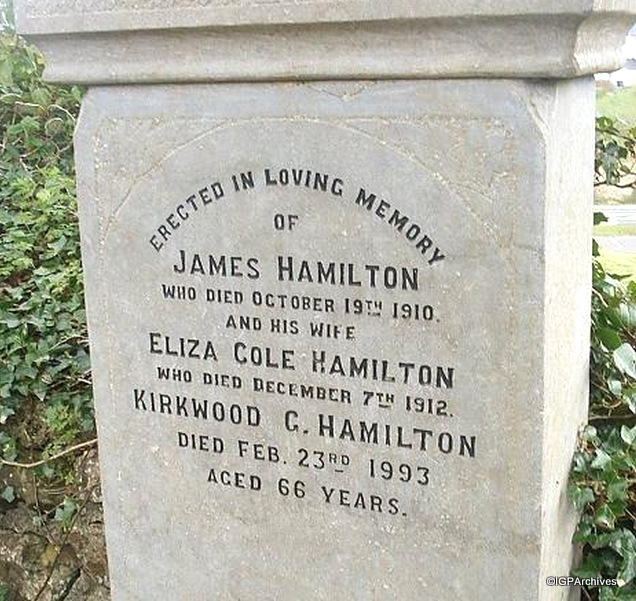 ERECTED IN LOVING MEMORY
OF
JAMES HAMILTON
WHO DIED OCTOBER 19TH 1910.
AND HIS WIFE
ELIZA COLE HAMILTON
WHO DIED DECEMBER 7TH 1912.
KIRKWOOD G. HAMILTON
DIED FEB. 23RD 1993
AGED 66 YEARS.
©IGPArchives